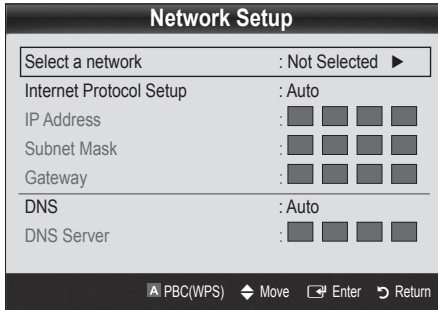 Network Setup
Select a network : Not Selected ►
Internet Protocol Setup : Auto
IP Address :
Subnet Mask :
Gateway :
DNS : Auto
DNS Server :
A PBC(WPS) Move Enter Return